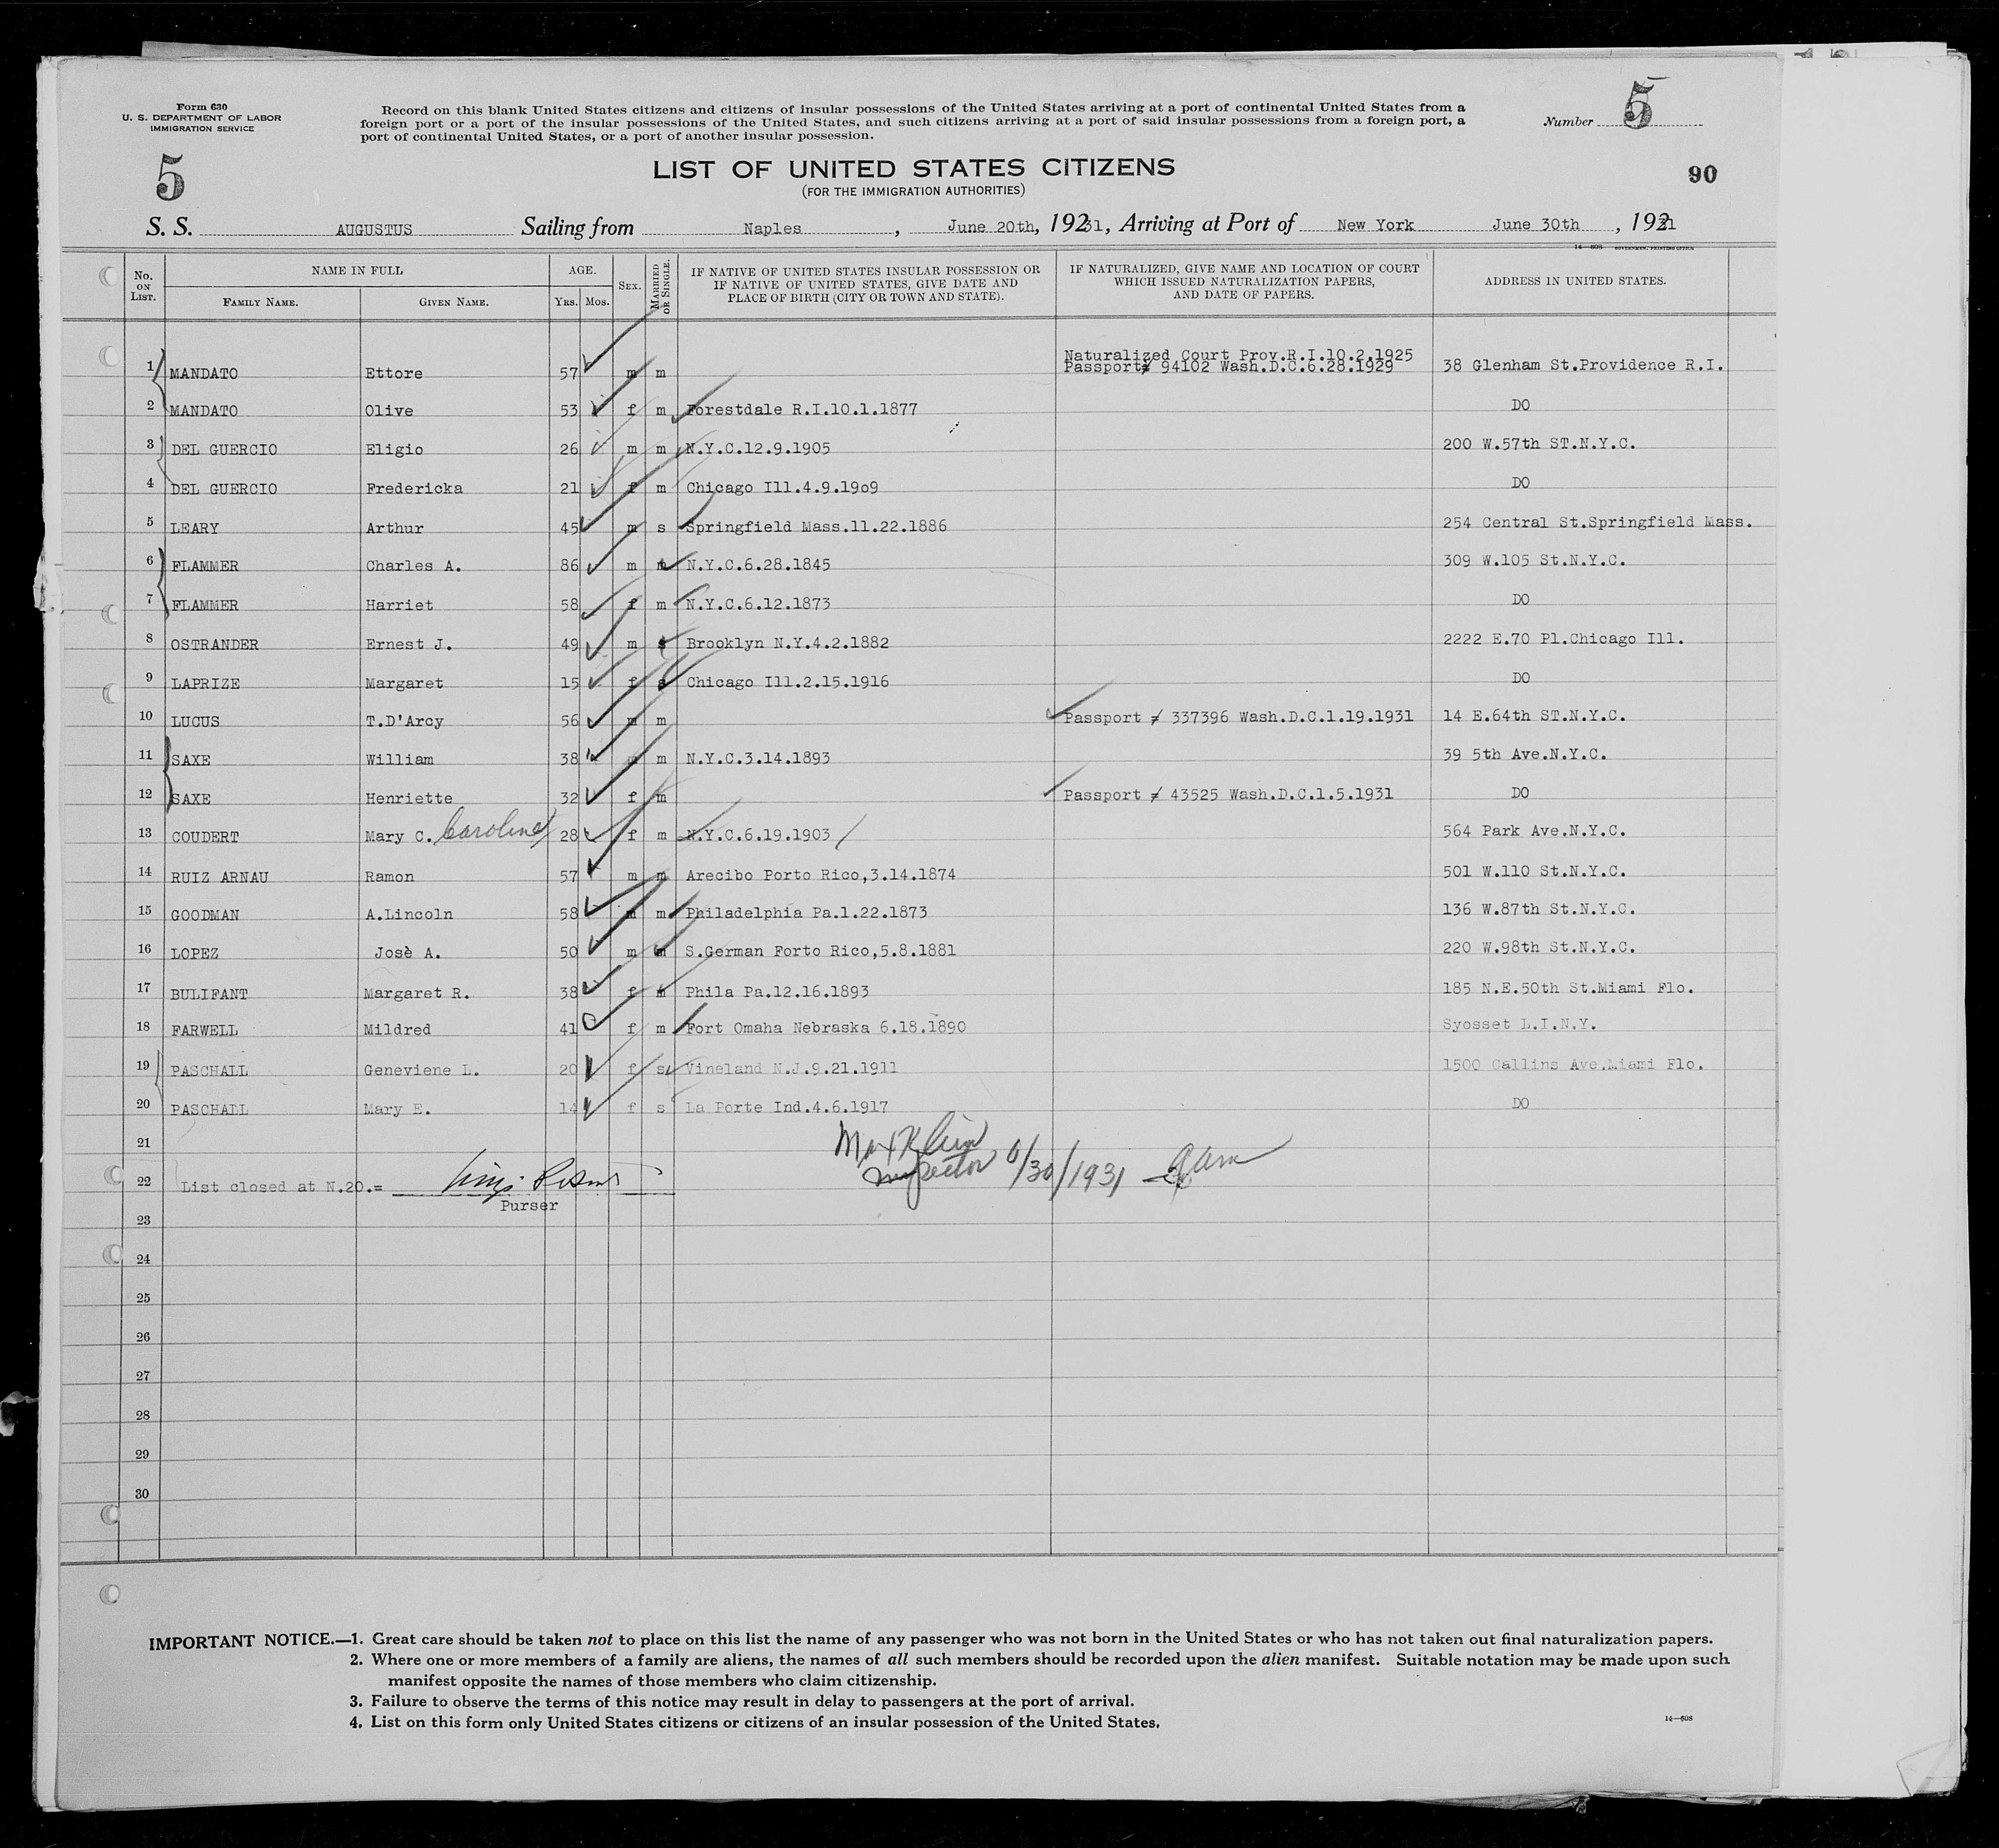 Form 630
U. S. DEPARTMENT OF LABOR
IMMIGRATION SERVICE
Record on this blank United States citizens and citizens of insular possessions of the United States arriving at a port of continental United States from a
foreign port or a port of the insular possessions of the United States, and such citizens arriving at a port of said insular possessions from a foreign port, a
port of continental United States, or a port of another insular possession.
Number 5
5
LIST OF UNITED STATES CITIZENS
(FOR THE IMMIGRATION AUTHORITIES)
90
S. S. AUGUSTUS Sailing from Naples, June 20th, 1931, Arriving at Port of New York June 30th, 1931
14—608 GOVERNMENT PRINTING OFFICE
No. ON LIST. NAME IN FULL FAMILY NAME. GIVEN NAME. AGE. YRS. MOS. SEX. MARRIED OR SINGLE. IF NATIVE OF UNITED STATES INSULAR POSSESSION OR IF NATIVE OF UNITED STATES, GIVE DATE AND PLACE OF BIRTH (CITY OR TOWN AND STATE). IF NATURALIZED, GIVE NAME AND LOCATION OF COURT WHICH ISSUED NATURALIZATION PAPERS, AND DATE OF PAPERS. ADDRESS IN UNITED STATES.
1 MANDATO Ettore 57 m m Naturalized Court Prov.R.I.10.2.1925 Passport≠ 94102 Wash.D.C.6.28.1929 38 Glenham St.Providence R.I.
2 MANDATO Olive 53 f m Forestdale R.I.10.1.1877 DO
3 DEL GUERCIO Eligio 26 m m N.Y.C.12.9.1905 200 W.57th ST.N.Y.C.
4 DEL GUERCIO Fredericka 21 f m Chicago Ill.4.9.19o9 DO
5 LEARY Arthur 45 m s Springfield Mass.11.22.1886 254 Central St.Springfield Mass.
6 FLAMMER Charles A. 86 m m N.Y.C.6.28.1845 309 W.105 St.N.Y.C.
7 FLAMMER Harriet 58 f m N.Y.C.6.12.1873 DO
8 OSTRANDER Ernest J. 49 m s Brooklyn N.Y.4.2.1882 2222 E.70 Pl.Chicago Ill.
9 LAPRIZE Margaret 15 f s Chicago Ill.2.15.1916 DO
10 LUCUS T.D'Arcy 56 m m Passport ≠ 337396 Wash.D.C.1.19.1931 14 E.64th ST.N.Y.C.
11 SAXE William 38 m N.Y.C.3.14.1893 39 5th Ave.N.Y.C.
12 SAXE Henriette 32 f m Passport ≠ 43525 Wash.D.C.1.5.1931 DO
13 COUDERT Mary C. Caroline 28 f m N.Y.C.6.19.1903 564 Park Ave.N.Y.C.
14 RUIZ ARNAU Ramon 57 m m Arecibo Porto Rico,3.14.1874 501 W.110 St.N.Y.C.
15 GOODMAN A.Lincoln 58 m m Philadelphia Pa.1.22.1873 136 W.87th St.N.Y.C.
16 LOPEZ Josè A. 50 m m S.German Forto Rico,5.8.1881 220 W.98th St.N.Y.C.
17 BULIFANT Margaret R. 38 f m Phila Pa.12.16.1893 185 N.E.50th St.Miami Flo.
18 FARWELL Mildred 41 f m Fort Omaha Nebraska 6.18.1890 Syosset L.I.N.Y.
19 PASCHALL Geneviene L. 20 f s Vineland N.J.9.21.1911 1500 Callins Ave.Miami Flo.
20 PASCHALL Mary E. 14 f s La Porte Ind.4.6.1917 DO
21 Max Klein
22 List closed at N.20.= Inspector 6/30/1931
Purser
23
24
25
26
27
28
29
30
IMPORTANT NOTICE.—1. Great care should be taken not to place on this list the name of any passenger who was not born in the United States or who has not taken out final naturalization papers.
2. Where one or more members of a family are aliens, the names of all such members should be recorded upon the alien manifest. Suitable notation may be made upon such
manifest opposite the names of those members who claim citizenship.
3. Failure to observe the terms of this notice may result in delay to passengers at the port of arrival.
4. List on this form only United States citizens or citizens of an insular possession of the United States.
14—608